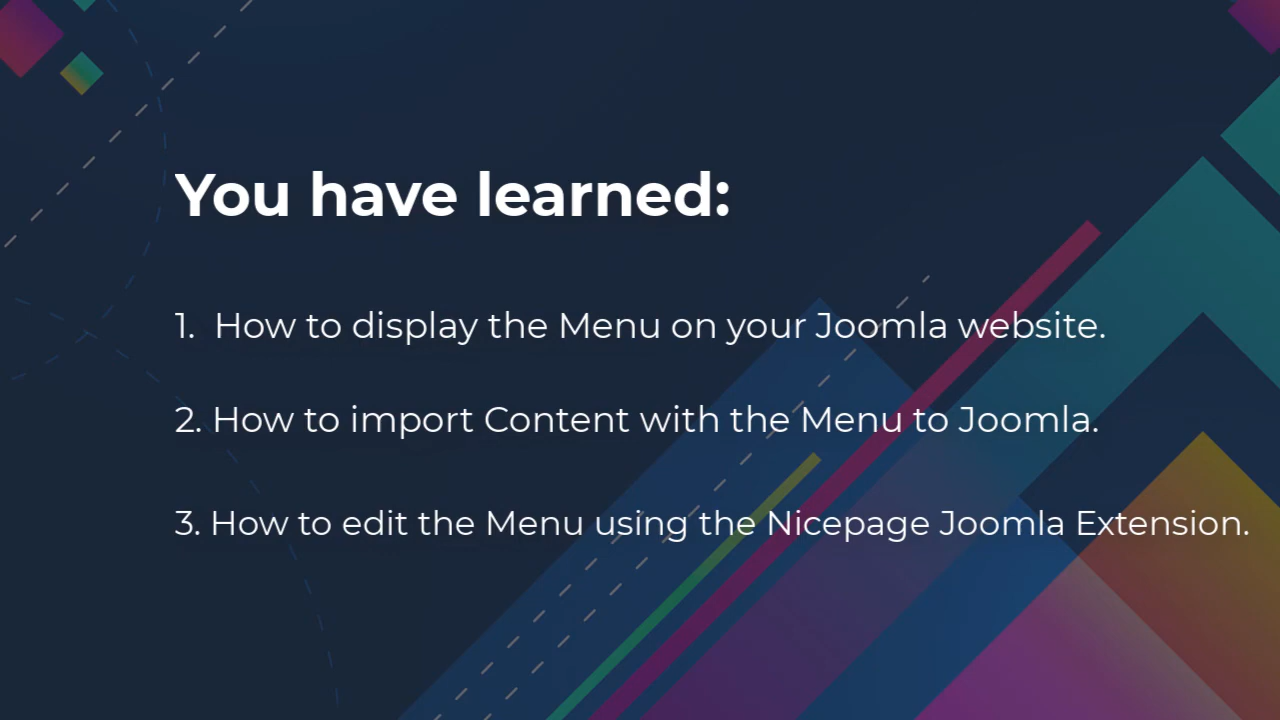 You have learned:
1. How to display the Menu on your Joomla website.
2. How to import Content with the Menu to Joomla.
3. How to edit the Menu using the Nicepage Joomla Extension.